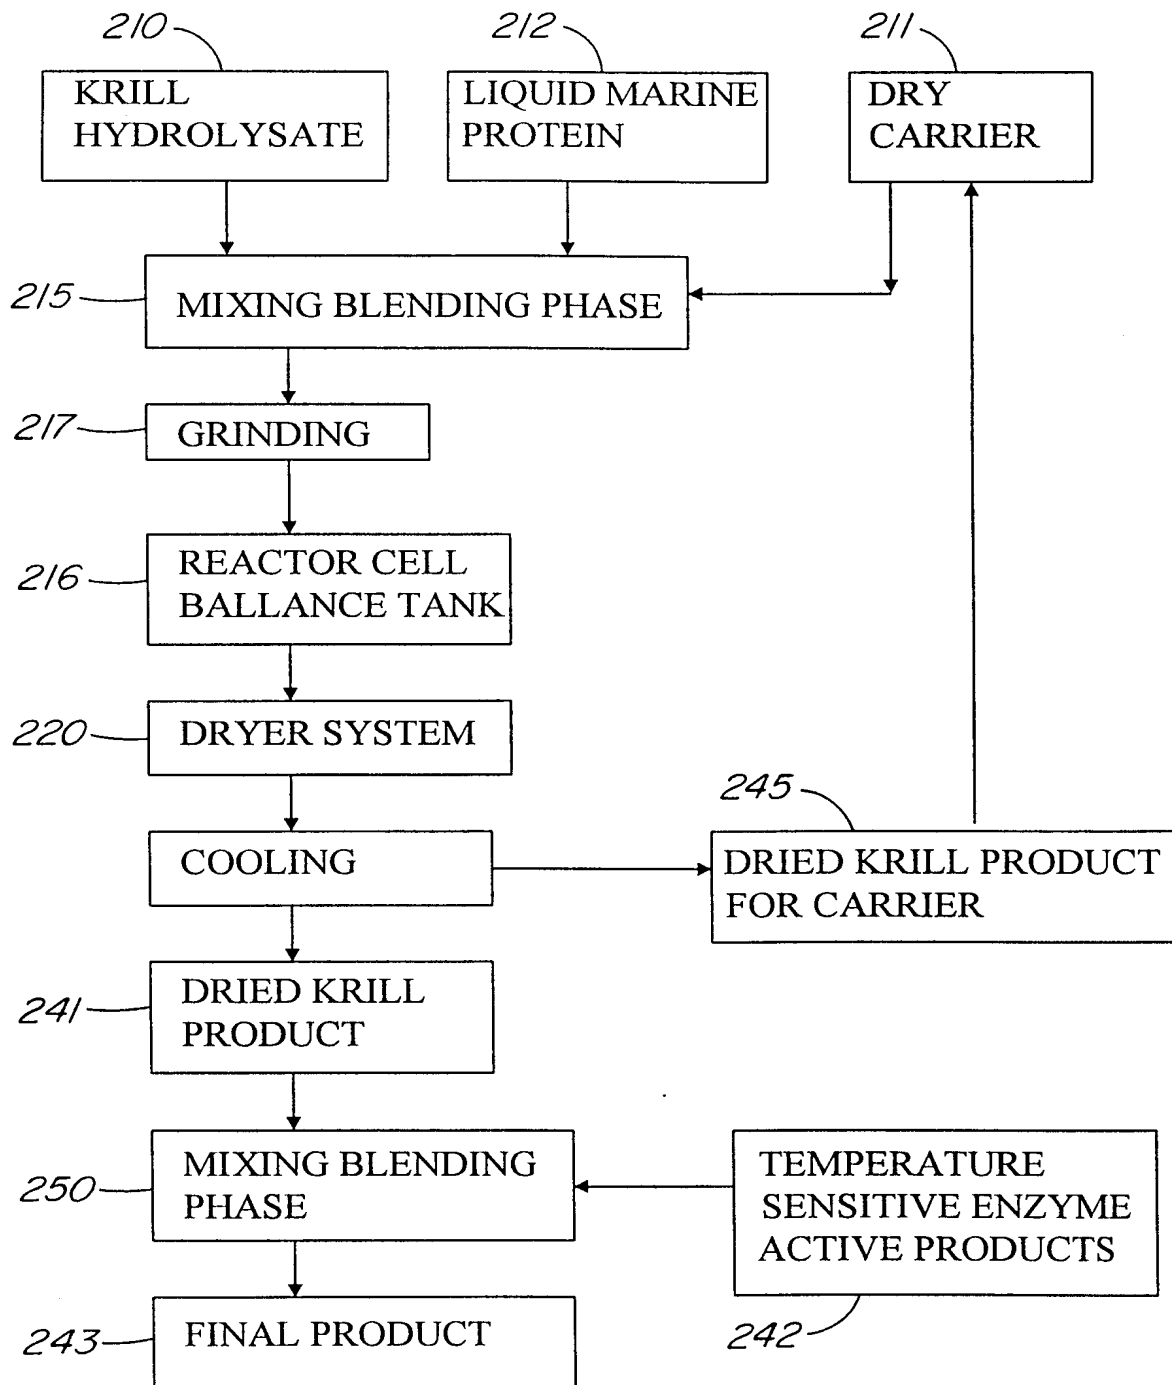 210
212
211
KRILL
HYDROLYSATE
LIQUID MARINE
PROTEIN
DRY
CARRIER
215
MIXING BLENDING PHASE
217
GRINDING
216
REACTOR CELL
BALLANCE TANK
220
DRYER SYSTEM
245
COOLING
DRIED KRILL PRODUCT
FOR CARRIER
241
DRIED KRILL
PRODUCT
250
MIXING BLENDING
PHASE
TEMPERATURE
SENSITIVE ENZYME
ACTIVE PRODUCTS
243
FINAL PRODUCT
242